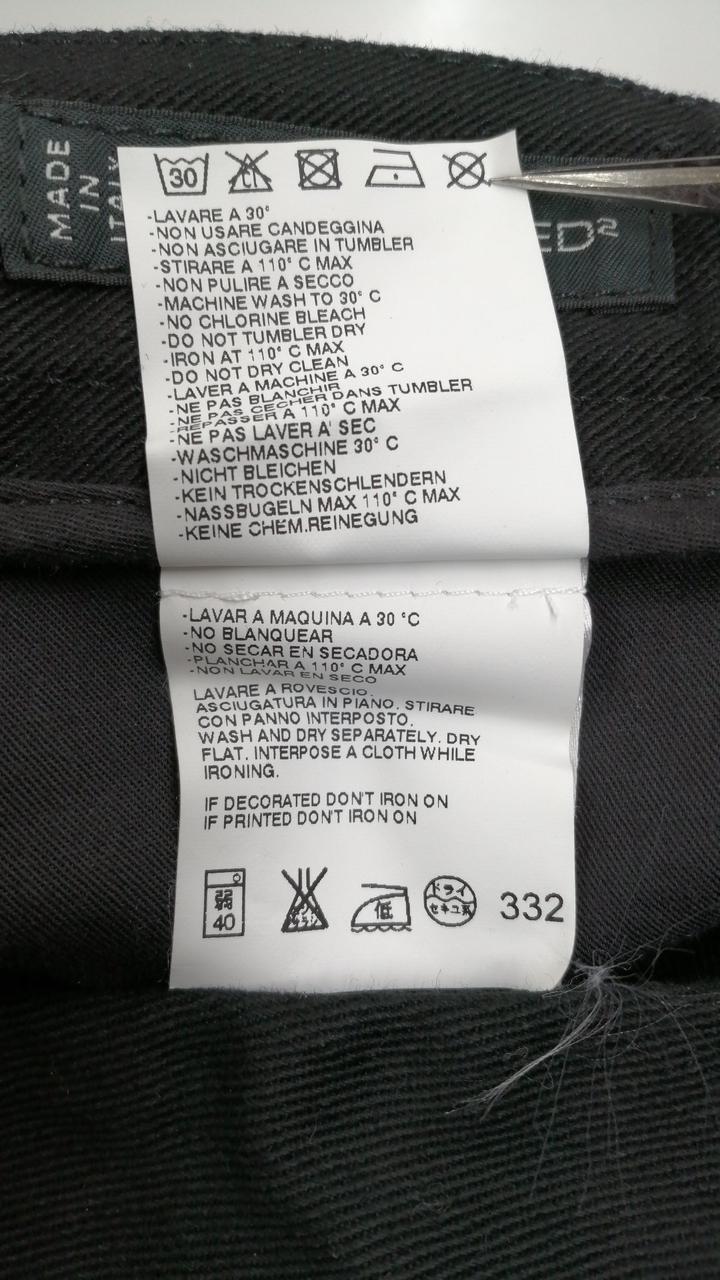 MADE
IN
ED²
30
CL
-LAVARE A 30°
-NON USARE CANDEGGINA
-NON ASCIUGARE IN TUMBLER
-STIRARE A 110° C MAX
-NON PULIRE A SECCO
-MACHINE WASH TO 30° C
-NO CHLORINE BLEACH
-DO NOT TUMBLER DRY
-IRON AT 110° C MAX
-DO NOT DRY CLEAN
-LAVER A MACHINE A 30° C
-NE PAS BLANCHIR
-NE PAS CECHER DANS TUMBLER
-REPASSER A 110° C MAX
-NE PAS LAVER A' SEC
-WASCHMASCHINE 30° C
-NICHT BLEICHEN
-KEIN TROCKENSCHLENDERN
-NASSBUGELN MAX 110° C MAX
-KEINE CHEM.REINEGUNG
-LAVAR A MAQUINA A 30 °C
-NO BLANQUEAR
-NO SECAR EN SECADORA
-PLANCHAR A 110° C MAX
-NON LAVAR EN SECO
LAVARE A ROVESCIO.
ASCIUGATURA IN PIANO. STIRARE
CON PANNO INTERPOSTO.
WASH AND DRY SEPARATELY. DRY
FLAT. INTERPOSE A CLOTH WHILE
IRONING.
IF DECORATED DON'T IRON ON
IF PRINTED DON'T IRON ON
40
低
ドライ
セキユ系
332